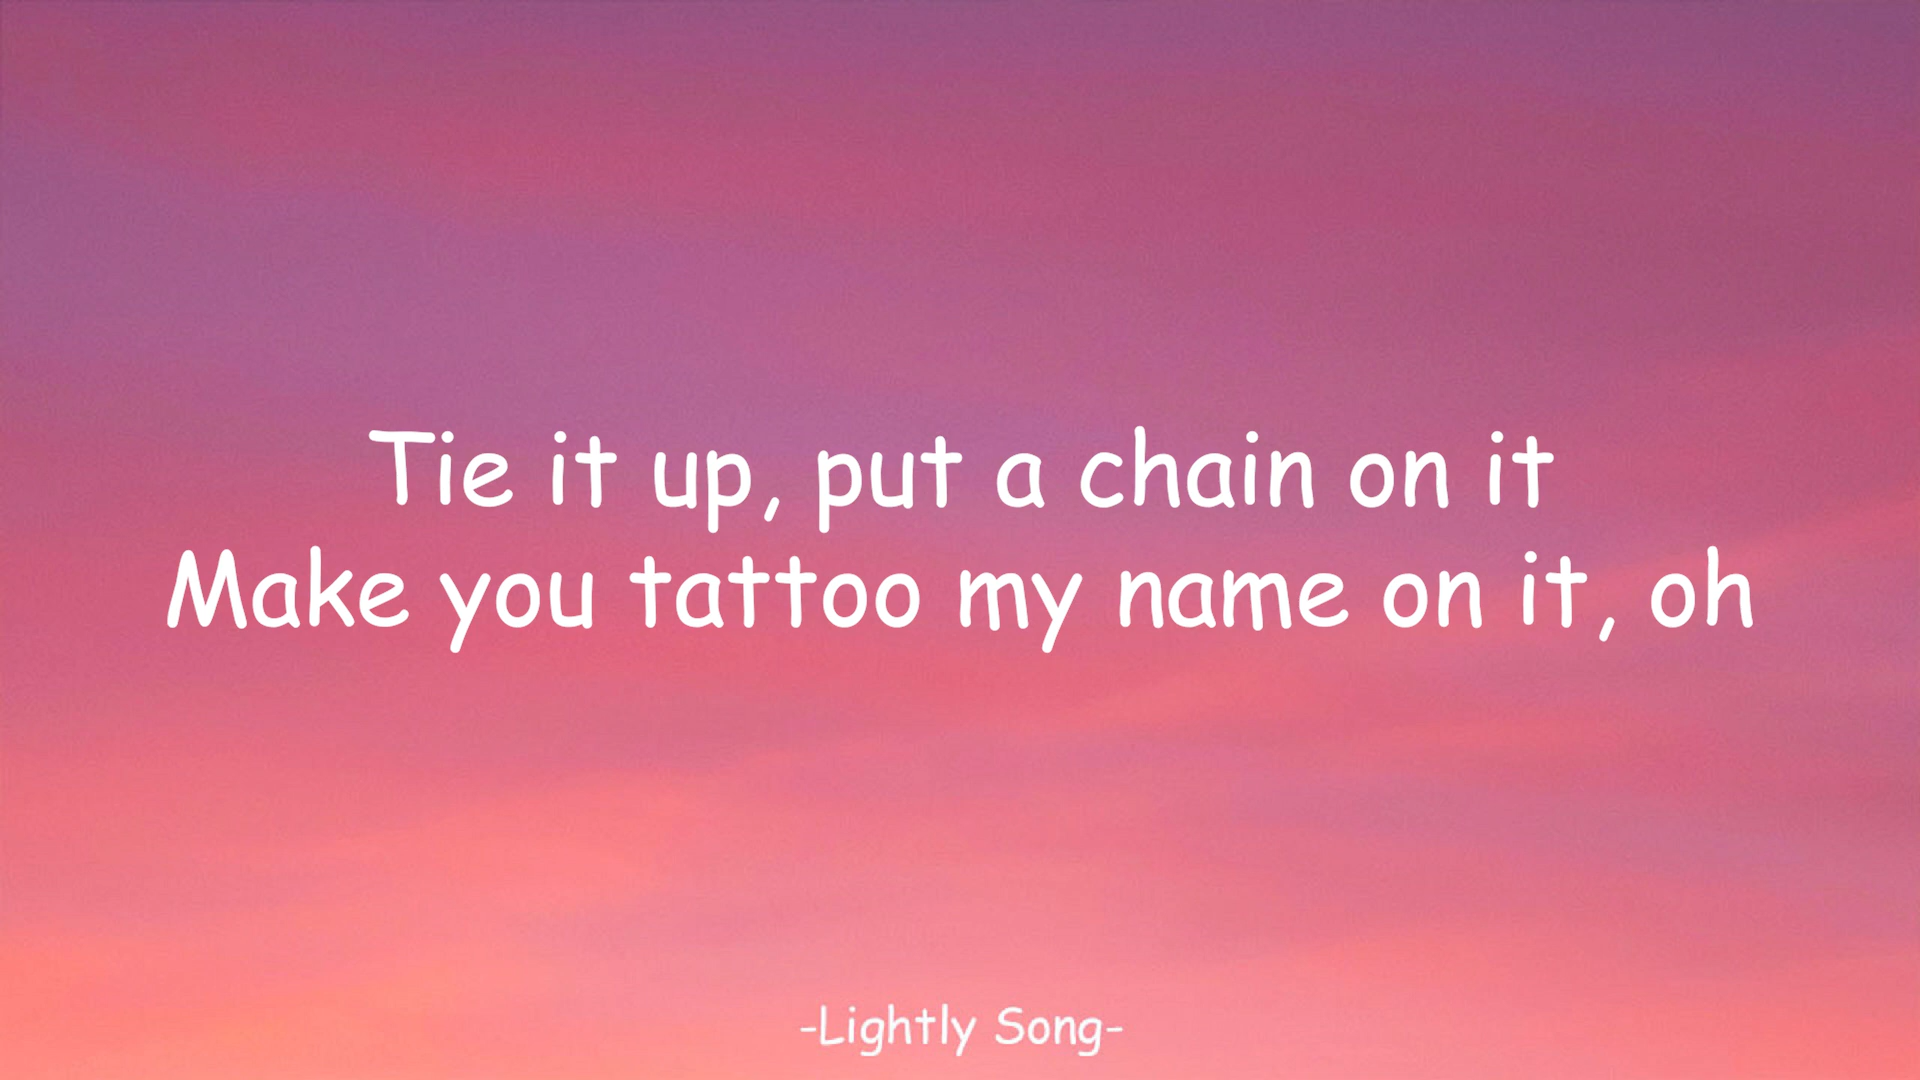 Tie it up, put a chain on it
Make you tattoo my name on it, oh
-Lightly Song-